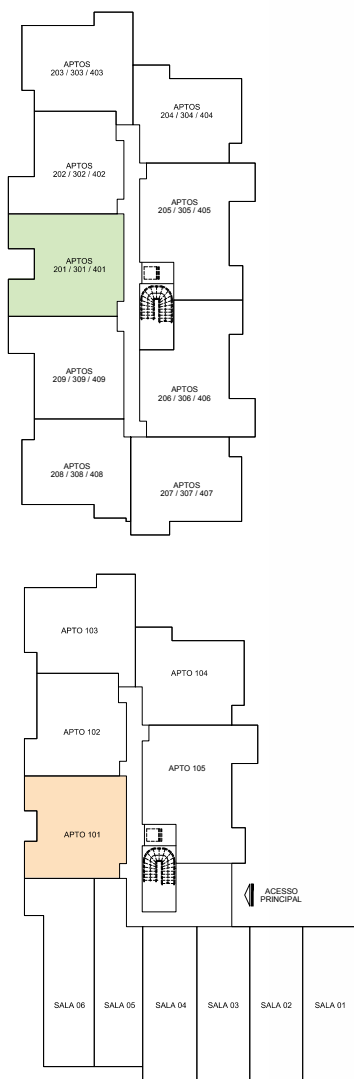 APTOS
203 / 303 / 403
APTOS
204 / 304 / 404
APTOS
202 / 302 / 402
APTOS
205 / 305 / 405
APTOS
201 / 301 / 401
APTOS
209 / 309 / 409
APTOS
206 / 306 / 406
APTOS
208 / 308 / 408
APTOS
207 / 307 / 407
APTO 103
APTO 104
APTO 102
APTO 105
APTO 101
ACESSO
PRINCIPAL
SALA 06
SALA 05
SALA 04
SALA 03
SALA 02
SALA 01